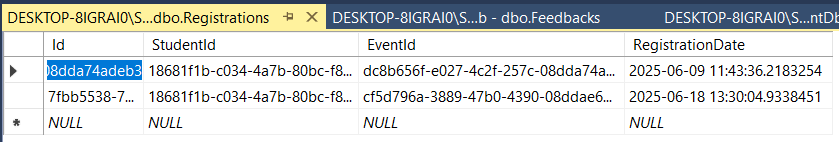 DESKTOP-8IGRAI0\S...dbo.Registrations DESKTOP-8IGRAI0\S...b - dbo.Feedbacks DESKTOP-8IGRAI0\S...ntDb
Id StudentId EventId RegistrationDate
08dda74adeb3 18681f1b-c034-4a7b-80bc-f8... dc8b656f-e027-4c2f-257c-08dda74a... 2025-06-09 11:43:36.2183254
7fbb5538-7... 18681f1b-c034-4a7b-80bc-f8... cf5d796a-3889-47b0-4390-08ddae6... 2025-06-18 13:30:04.9338451
NULL NULL NULL NULL